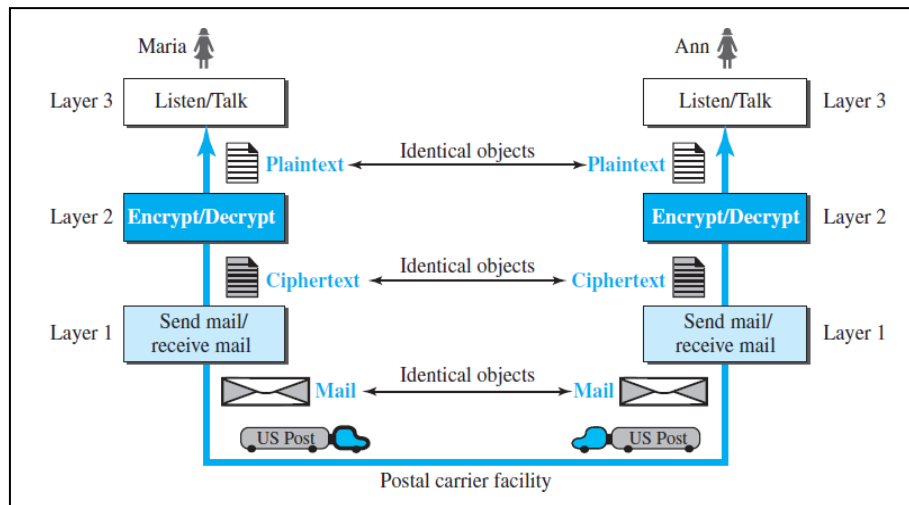 Maria
Ann
Layer 3
Listen/Talk
Listen/Talk
Layer 3
Identical objects
Plaintext
Plaintext
Layer 2
Encrypt/Decrypt
Encrypt/Decrypt
Layer 2
Identical objects
Ciphertext
Ciphertext
Layer 1
Send mail/
receive mail
Send mail/
receive mail
Layer 1
Identical objects
Mail
Mail
US Post
US Post
Postal carrier facility